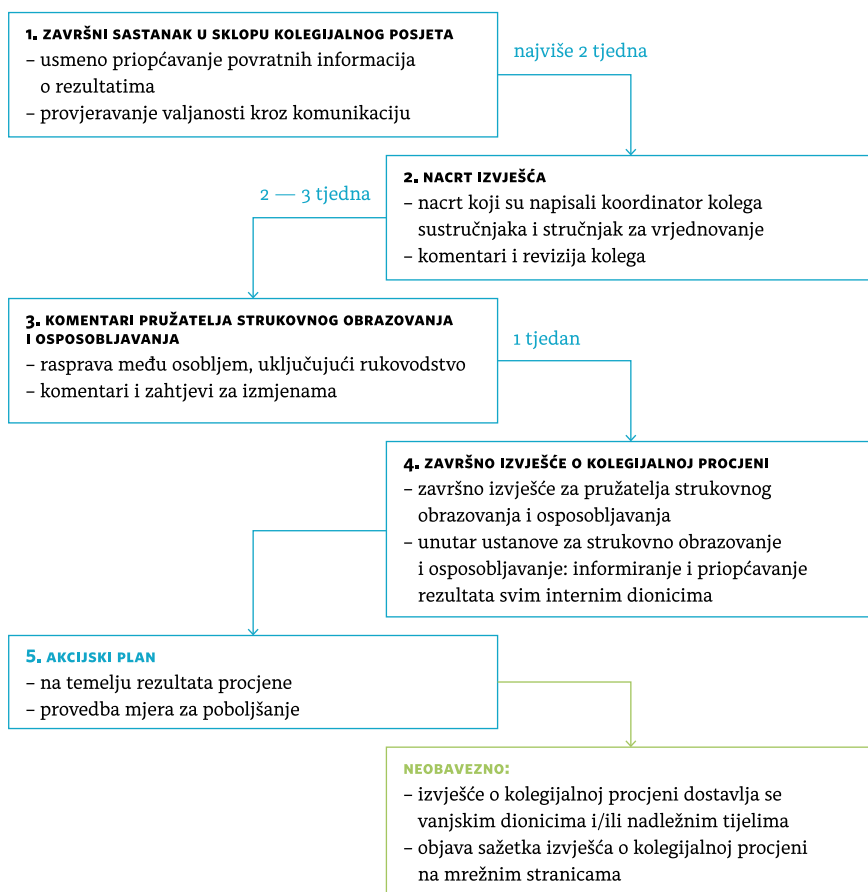 1. ZAVRŠNI SASTANAK U SKLOPU KOLEGIJALNOG POSJETA
– usmeno priopćavanje povratnih informacija
o rezultatima
– provjeravanje valjanosti kroz komunikaciju
najviše 2 tjedna
2. NACRT IZVJEŠĆA
– nacrt koji su napisali koordinator kolega
sustručnjaka i stručnjak za vrjednovanje
– komentari i revizija kolega
2 — 3 tjedna
3. KOMENTARI PRUŽATELJA STRUKOVNOG OBRAZOVANJA
I OSPOSOBLJAVANJA
– rasprava među osobljem, uključujući rukovodstvo
– komentari i zahtjevi za izmjenama
1 tjedan
4. ZAVRŠNO IZVJEŠĆE O KOLEGIJALNOJ PROCJENI
– završno izvješće za pružatelja strukovnog
obrazovanja i osposobljavanja
– unutar ustanove za strukovno obrazovanje
i osposobljavanje: informiranje i priopćavanje
rezultata svim internim dionicima
5. AKCIJSKI PLAN
– na temelju rezultata procjene
– provedba mjera za poboljšanje
NEOBAVEZNO:
– izvješće o kolegijalnoj procjeni dostavlja se
vanjskim dionicima i/ili nadležnim tijelima
– objava sažetka izvješća o kolegijalnoj procjeni
na mrežnim stranicama